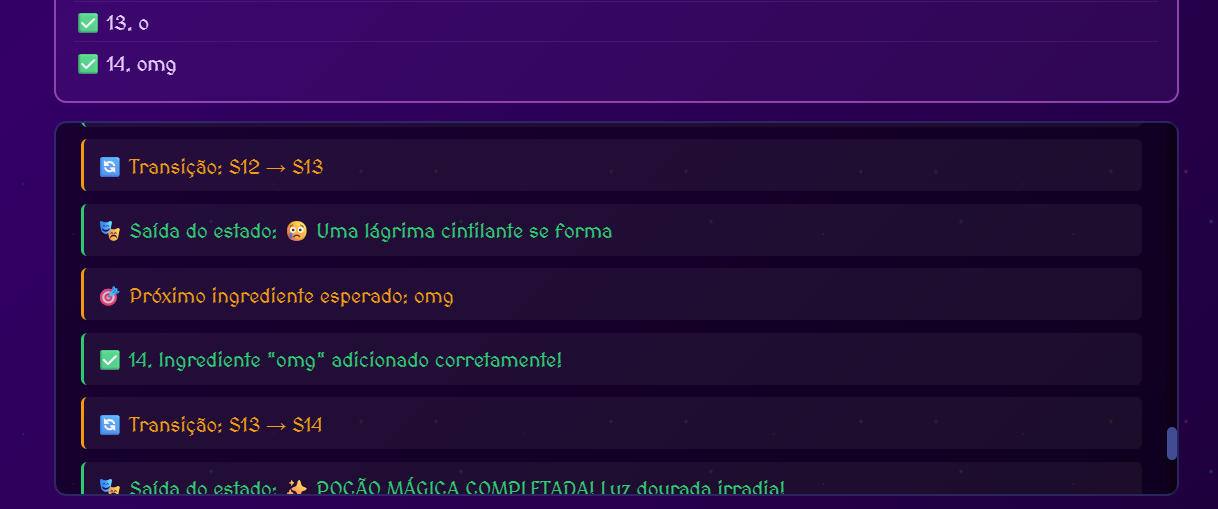 ✅ 13. o
✅ 14. omg
🔄 Transição: S12 → S13
🎭 Saída do estado: 😢 Uma lágrima cintilante se forma
🎯 Próximo ingrediente esperado: omg
✅ 14. Ingrediente "omg" adicionado corretamente!
🔄 Transição: S13 → S14
🎭 Saída do estado: ✨ POÇÃO MÁGICA COMPLETADA! Luz dourada irradia!